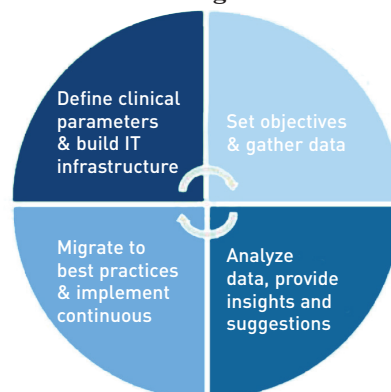 Define clinical
parameters
& build IT
infrastructure
Set objectives
& gather data
Migrate to
best practices
& implement
continuous
Analyze
data, provide
insights and
suggestions